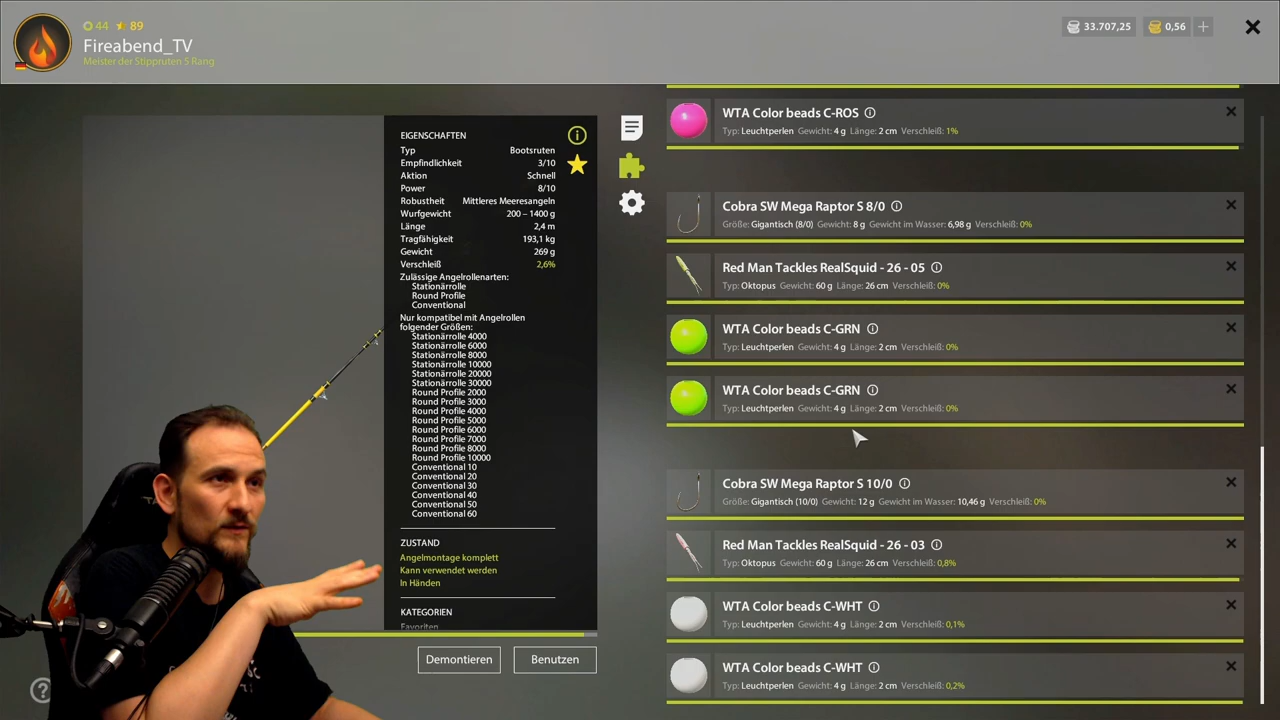 44 89
Fireabend_TV
Meister der Stippruten 5 Rang
33.707,25
0,56
EIGENSCHAFTEN
Typ Bootsruten
Empfindlichkeit 3/10
Aktion Schnell
Power 8/10
Robustheit Mittleres Meeresangeln
Wurfgewicht 200 – 1400 g
Länge 2,4 m
Tragfähigkeit 193,1 kg
Gewicht 269 g
Verschleiß 2,6%
Zulässige Angelrollenarten:
Stationärrolle
Round Profile
Conventional
Nur kompatibel mit Angelrollen
folgender Größen:
Stationärrolle 4000
Stationärrolle 6000
Stationärrolle 8000
Stationärrolle 10000
Stationärrolle 20000
Stationärrolle 30000
Round Profile 2000
Round Profile 3000
Round Profile 4000
Round Profile 5000
Round Profile 6000
Round Profile 7000
Round Profile 8000
Round Profile 10000
Conventional 10
Conventional 20
Conventional 30
Conventional 40
Conventional 50
Conventional 60
ZUSTAND
Angelmontage komplett
Kann verwendet werden
In Händen
KATEGORIEN
Favoriten
Demontieren
Benutzen
WTA Color beads C-ROS
Typ: Leuchtperlen Gewicht: 4 g Länge: 2 cm Verschleiß: 1%
Cobra SW Mega Raptor S 8/0
Größe: Gigantisch (8/0) Gewicht: 8 g Gewicht im Wasser: 6,98 g Verschleiß: 0%
Red Man Tackles RealSquid - 26 - 05
Typ: Oktopus Gewicht: 60 g Länge: 26 cm Verschleiß: 0%
WTA Color beads C-GRN
Typ: Leuchtperlen Gewicht: 4 g Länge: 2 cm Verschleiß: 0%
WTA Color beads C-GRN
Typ: Leuchtperlen Gewicht: 4 g Länge: 2 cm Verschleiß: 0%
Cobra SW Mega Raptor S 10/0
Größe: Gigantisch (10/0) Gewicht: 12 g Gewicht im Wasser: 10,46 g Verschleiß: 0%
Red Man Tackles RealSquid - 26 - 03
Typ: Oktopus Gewicht: 60 g Länge: 26 cm Verschleiß: 0,8%
WTA Color beads C-WHT
Typ: Leuchtperlen Gewicht: 4 g Länge: 2 cm Verschleiß: 0,1%
WTA Color beads C-WHT
Typ: Leuchtperlen Gewicht: 4 g Länge: 2 cm Verschleiß: 0,2%